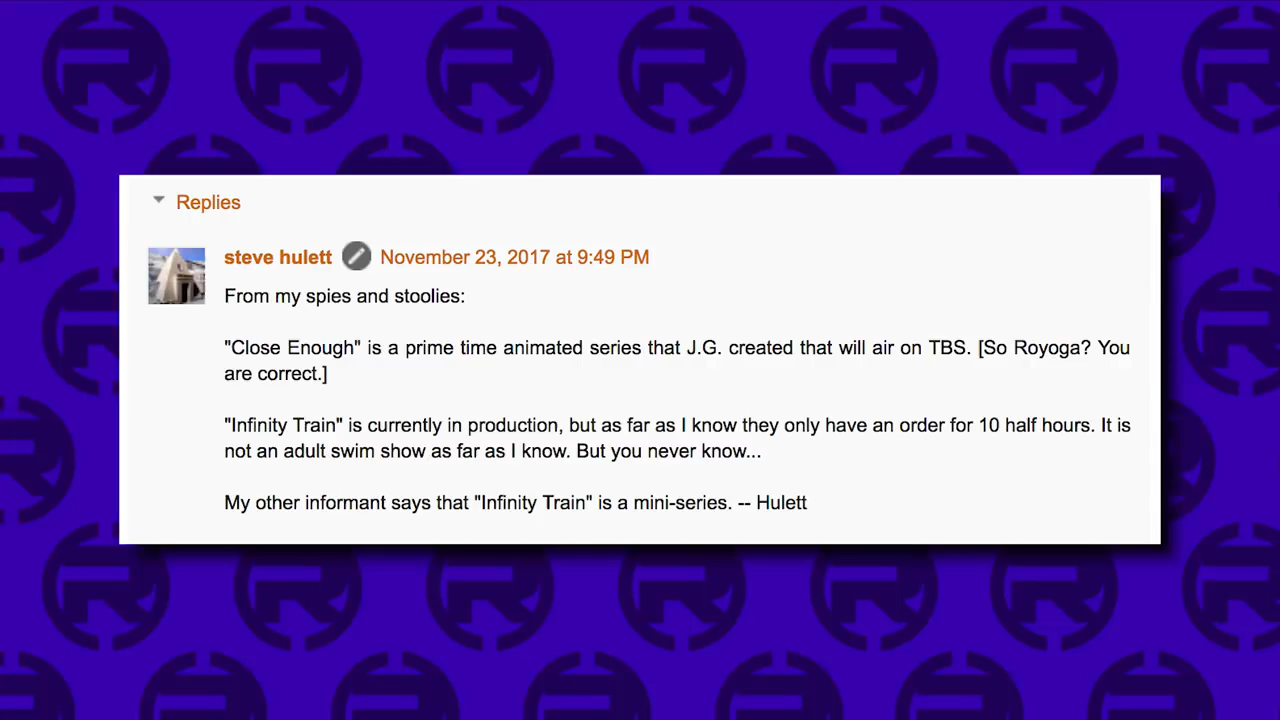 Replies
steve hulett November 23, 2017 at 9:49 PM
From my spies and stoolies:
"Close Enough" is a prime time animated series that J.G. created that will air on TBS. [So Royoga? You
are correct.]
"Infinity Train" is currently in production, but as far as I know they only have an order for 10 half hours. It is
not an adult swim show as far as I know. But you never know...
My other informant says that "Infinity Train" is a mini-series. -- Hulett